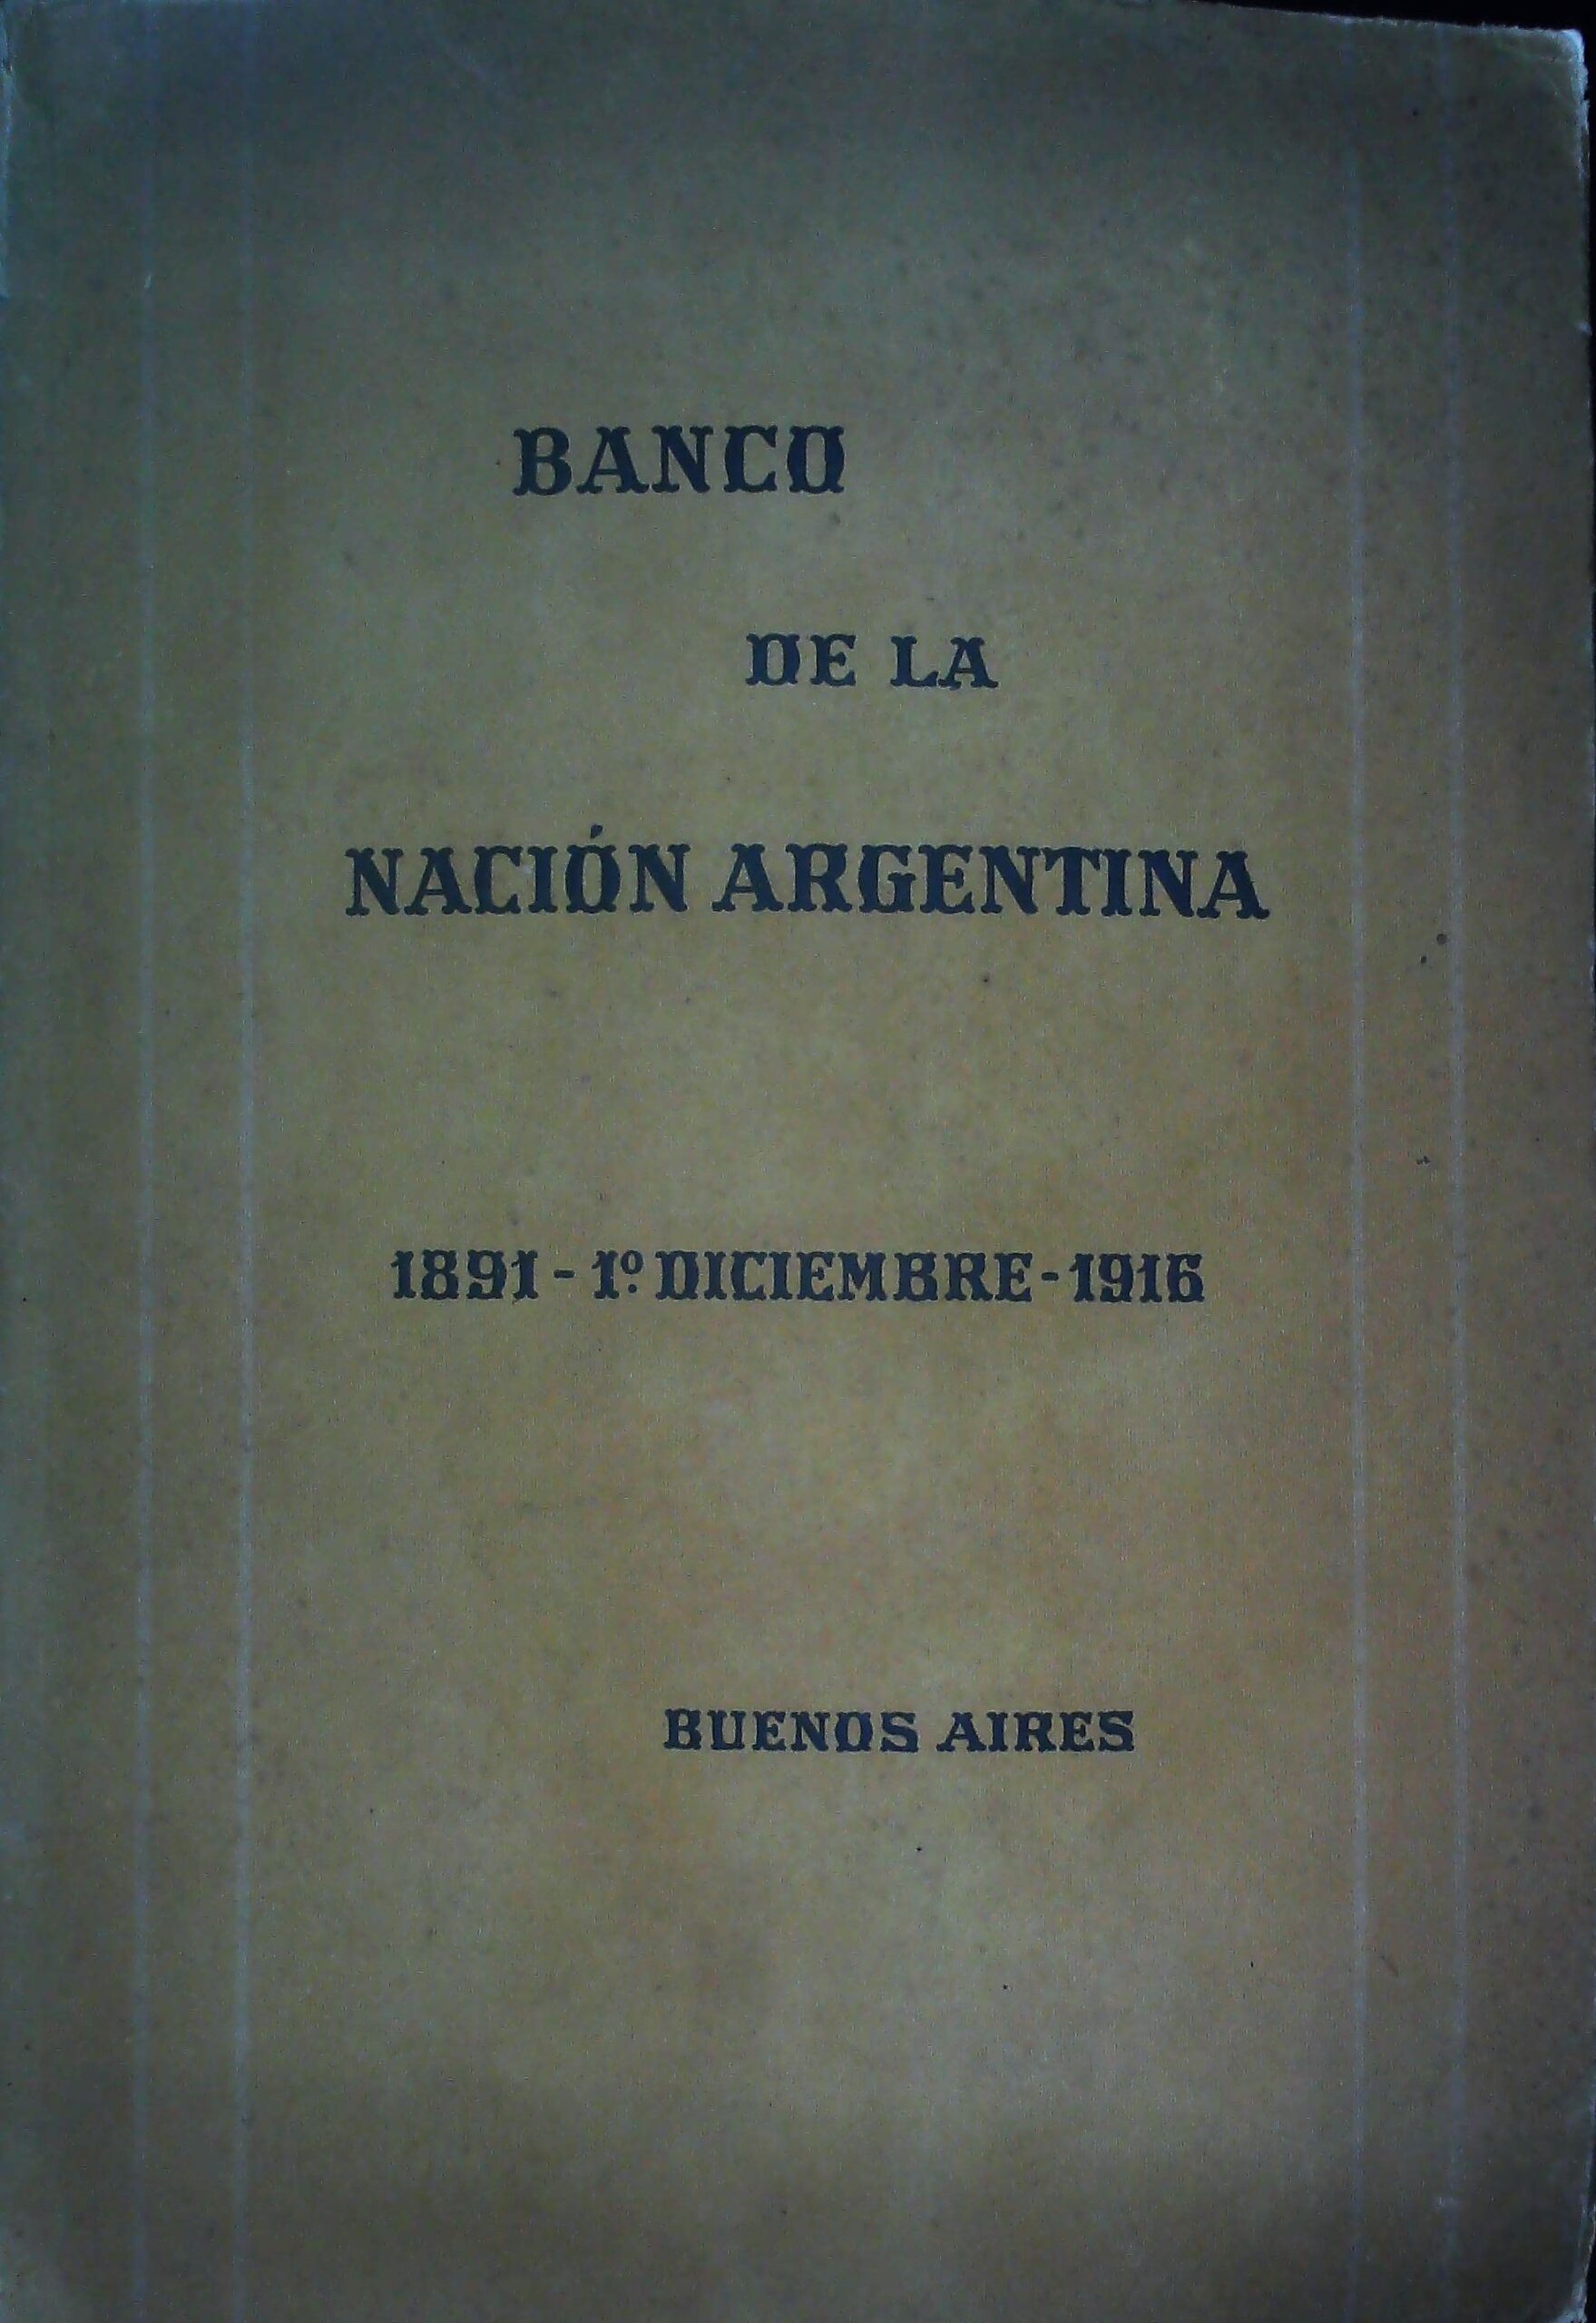 BANCO
DE LA
NACIÓN ARGENTINA
1891 - 1º DICIEMBRE - 1916
BUENOS AIRES